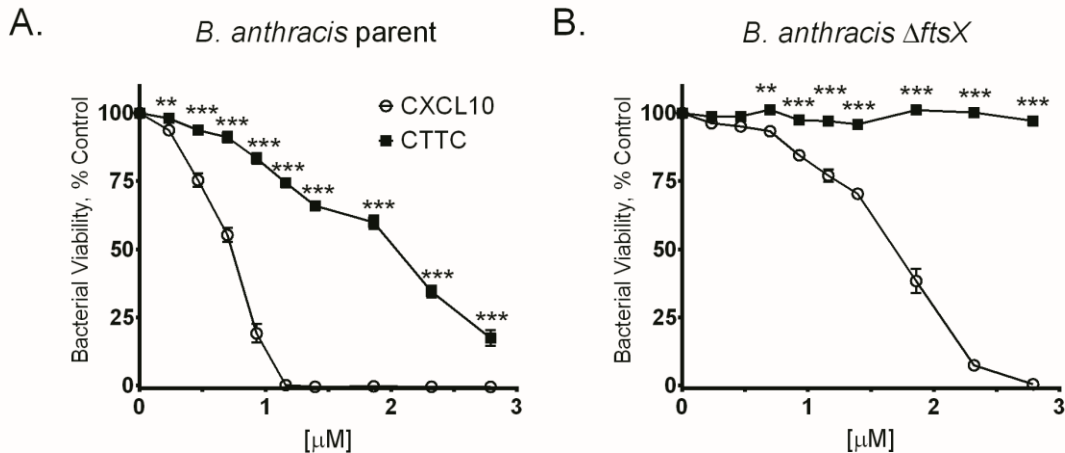 A.
B. anthracis parent
Bacterial Viability, % Control
100
75
50
25
0
** *** *** *** *** *** *** *** ***
CXCL10
CTTC
0 1 2 3
[μM]
B.
B. anthracis ΔftsX
Bacterial Viability, % Control
100
75
50
25
0
** *** *** *** *** *** ***
0 1 2 3
[μM]